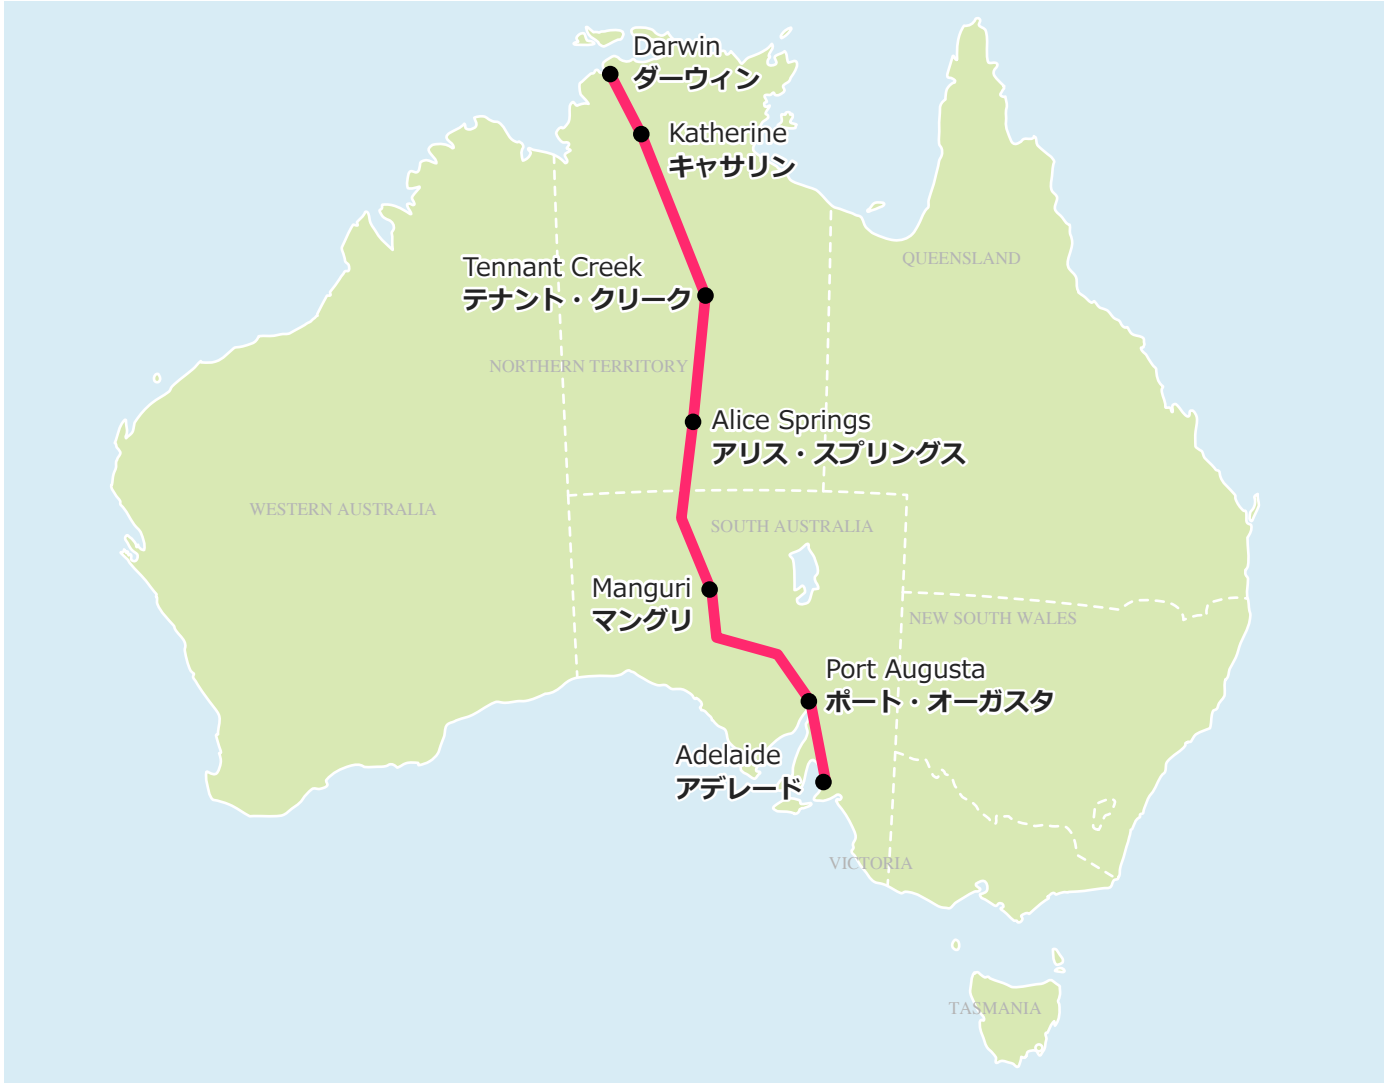 Darwin
ダーウィン
Katherine
キャサリン
QUEENSLAND
Tennant Creek
テナント・クリーク
NORTHERN TERRITORY
Alice Springs
アリス・スプリングス
WESTERN AUSTRALIA
SOUTH AUSTRALIA
Manguri
マングリ
NEW SOUTH WALES
Port Augusta
ポート・オーガスタ
Adelaide
アデレード
VICTORIA
TASMANIA